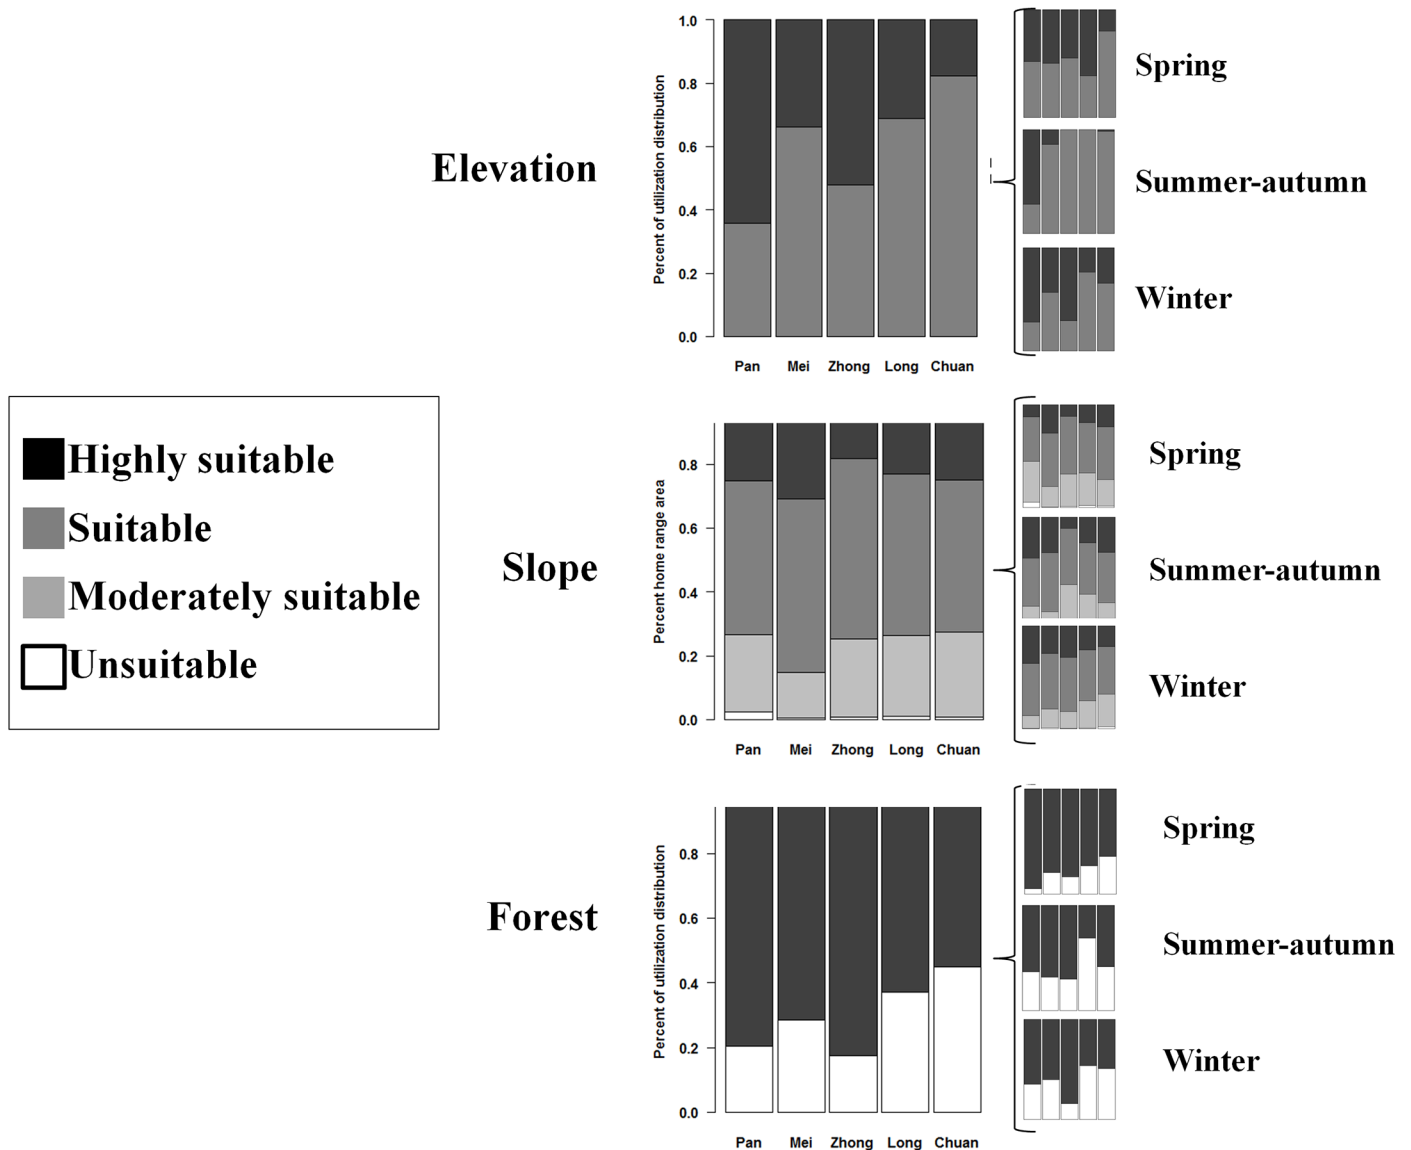 Elevation
Percent of utilization distribution
1.0
0.8
0.6
0.4
0.2
0.0
Pan Mei Zhong Long Chuan
Spring
Summer-autumn
Winter
Highly suitable
Suitable
Moderately suitable
Unsuitable
Slope
Percent home range area
0.8
0.6
0.4
0.2
0.0
Pan Mei Zhong Long Chuan
Spring
Summer-autumn
Winter
Forest
Percent of utilization distribution
0.8
0.6
0.4
0.2
0.0
Pan Mei Zhong Long Chuan
Spring
Summer-autumn
Winter